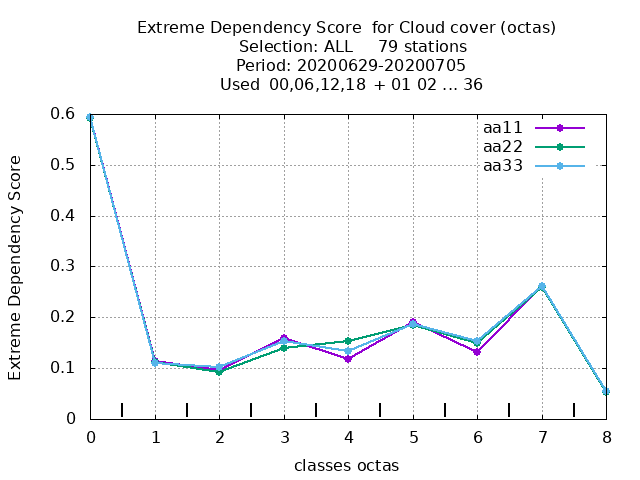 Extreme Dependency Score  for Cloud cover (octas)
Selection: ALL     79 stations
Period: 20200629-20200705
Used  00,06,12,18  + 01 02 ... 36
aa11
aa22
aa33
Extreme Dependency Score
0.6
0.5
0.4
0.3
0.2
0.1
0
0 1 2 3 4 5 6 7 8
classes octas